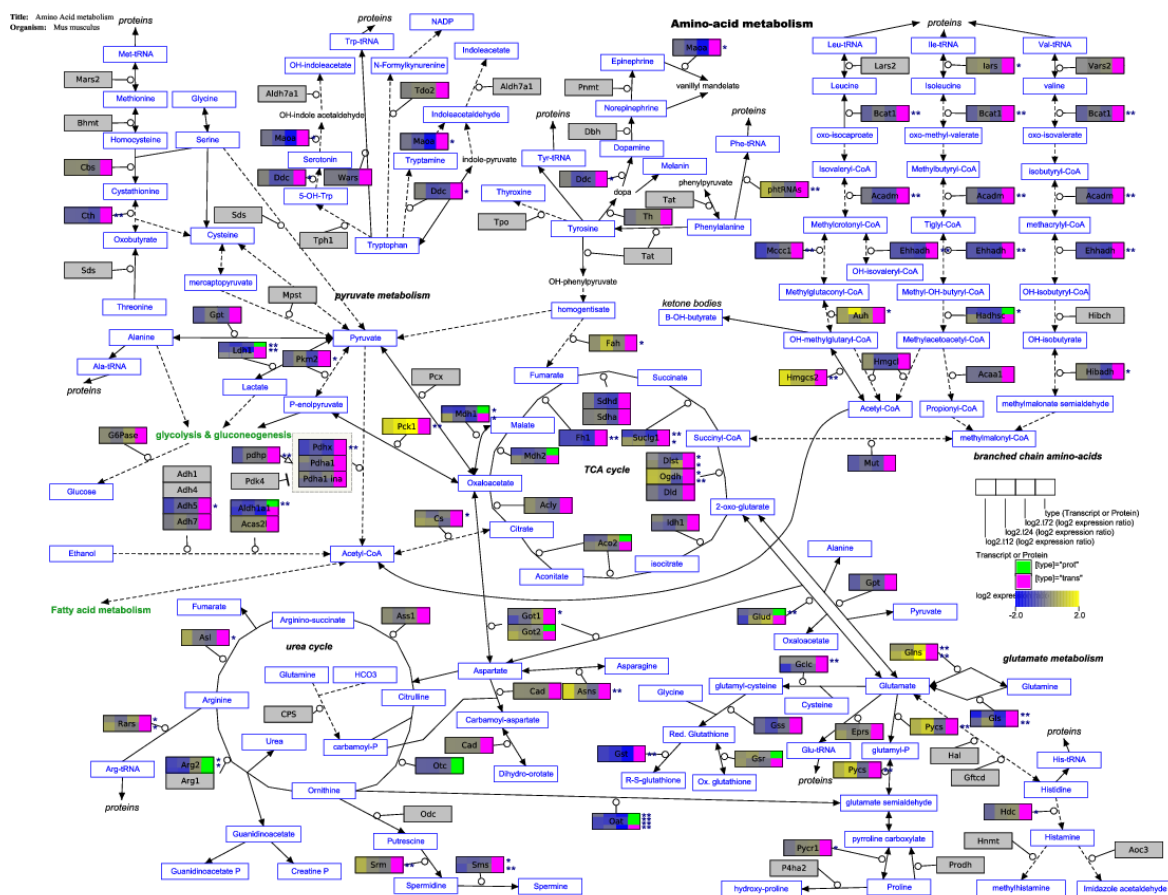 Title: Amino Acid metabolism
Organism: Mus musculus
Amino-acid metabolism
proteins
Met-tRNA
Mars2
Methionine
Bhmt
Homocysteine
Glycine
Serine
Cbs
Cystathionine
Cth **
Oxobutyrate
Sds
Threonine
Sds
Cysteine
mercaptopyruvate
Mpst
pyruvate metabolism
proteins
Trp-tRNA
NADP
OH-indoleacetate
N-Formylkynurenine
Indoleacetate
Aldh7a1
Tdo2
Aldh7a1
OH-indole acetaldehyde
Indoleacetaldehyde
Maoa *
Maoa *
Serotonin
Tryptamine
indole-pyruvate
Ddc *
Wars
Ddc *
5-OH-Trp
Tph1
Tryptophan
Maoa *
Epinephrine
Pnmt
vanillyl mandelate
Norepinephrine
Dbh
proteins
Tyr-tRNA
Dopamine
Melanin
proteins
Phe-tRNA
Ddc *
dopa
phenylpyruvate
phtRNAs **
Thyroxine
Tpo
Th
Tat
Tyrosine
Phenylalanine
Tat
OH-phenylpyruvate
homogentisate
Fah *
proteins
Leu-tRNA
Ile-tRNA
Val-tRNA
Lars2
Iars *
Vars2
Leucine
Isoleucine
valine
Bcat1 **
Bcat1 **
Bcat1 **
oxo-isocaproate
oxo-methyl-valerate
oxo-isovalerate
Isovaleryl-CoA
Methylbutyryl-CoA
isobutyryl-CoA
Acadm **
Acadm **
Acadm **
Methylcrotonyl-CoA
Tiglyl-CoA
methacrylyl-CoA
Mccc1 **
Ehhadh
Ehhadh **
Ehhadh **
OH-isovaleryl-CoA
Methylglutaconyl-CoA
Methyl-OH-butyryl-CoA
OH-isobutyryl-CoA
ketone bodies
B-OH-butyrate
Auh *
Hadhsc *
Hibch
OH-methylglutaryl-CoA
Methylacetoacetyl-CoA
OH-isobutyrate
Hmgcs2 **
Hmgcl
Acaa1
Hibadh *
Acetyl-CoA
Propionyl-CoA
methylmalonate semialdehyde
methylmalonyl-CoA
Mut
branched chain amino-acids
Gpt
Alanine
Pyruvate
Ala-tRNA
proteins
Ldh1 **
**
Pkm2 *
Lactate
P-enolpyruvate
Pcx
Pck1 **
G6Pase
glycolysis & gluconeogenesis
Glucose
pdhp **
Pdk4
Pdhx **
Pdha1
Pdha1 ina
Adh1
Adh4
Adh5 *
Adh7
Aldh1a1 **
Acas2l
Ethanol
Acetyl-CoA
Fatty acid metabolism
Fumarate
Succinate
Mdh1 *
*
Malate
Sdhd
Sdha
Fh1 **
Suclg1 *
*
Succinyl-CoA
Mdh2
TCA cycle
Dlst *
*
Ogdh *
**
Dld
Oxaloacetate
2-oxo-glutarate
Acly
Cs *
Citrate
Idh1
Aco2
Aconitate
isocitrate
type (Transcript or Protein)
log2.t72 (log2 expression ratio)
log2.t24 (log2 expression ratio)
log2.t12 (log2 expression ratio)
Transcript or Protein
[type]="prot"
[type]="trans"
-2.0
2.0
Fumarate
Arginino-succinate
Ass1
Asl *
urea cycle
Arginine
Glutamine
HCO3
Citrulline
CPS
carbamoyl-P
Rars *
*
Arg-tRNA
proteins
Urea
Arg2 *
*
Arg1
Otc
Ornithine
Guanidinoacetate
Guanidinoacetate P
Creatine P
Odc
Putrescine
Srm **
Sms *
**
Spermidine
Spermine
Got1 *
Got2
Aspartate
Asparagine
Cad
Asns **
Carbamoyl-aspartate
Cad
Dihydro-orotate
Alanine
Gpt
Glud **
Pyruvate
Oxaloacetate
Gclc **
Glns **
**
glutamate metabolism
Glycine
glutamyl-cysteine
Glutamate
Glutamine
Cysteine
Gls **
**
Gss
Eprs
Pycs **
Red. Glutathione
Glu-tRNA
proteins
glutamyl-P
Hal
Gst **
Gsr
R-S-glutathione
Ox. glutathione
Pycs
Gftcd
proteins
His-tRNA
Histidine
Hdc *
glutamate semialdehyde
Oat
pyrroline carboxylate
Histamine
Hnmt
Aoc3
Pycr1 *
P4ha2
Prodh
hydroxy-proline
Proline
methylhistamine
Imidazole acetaldehyde